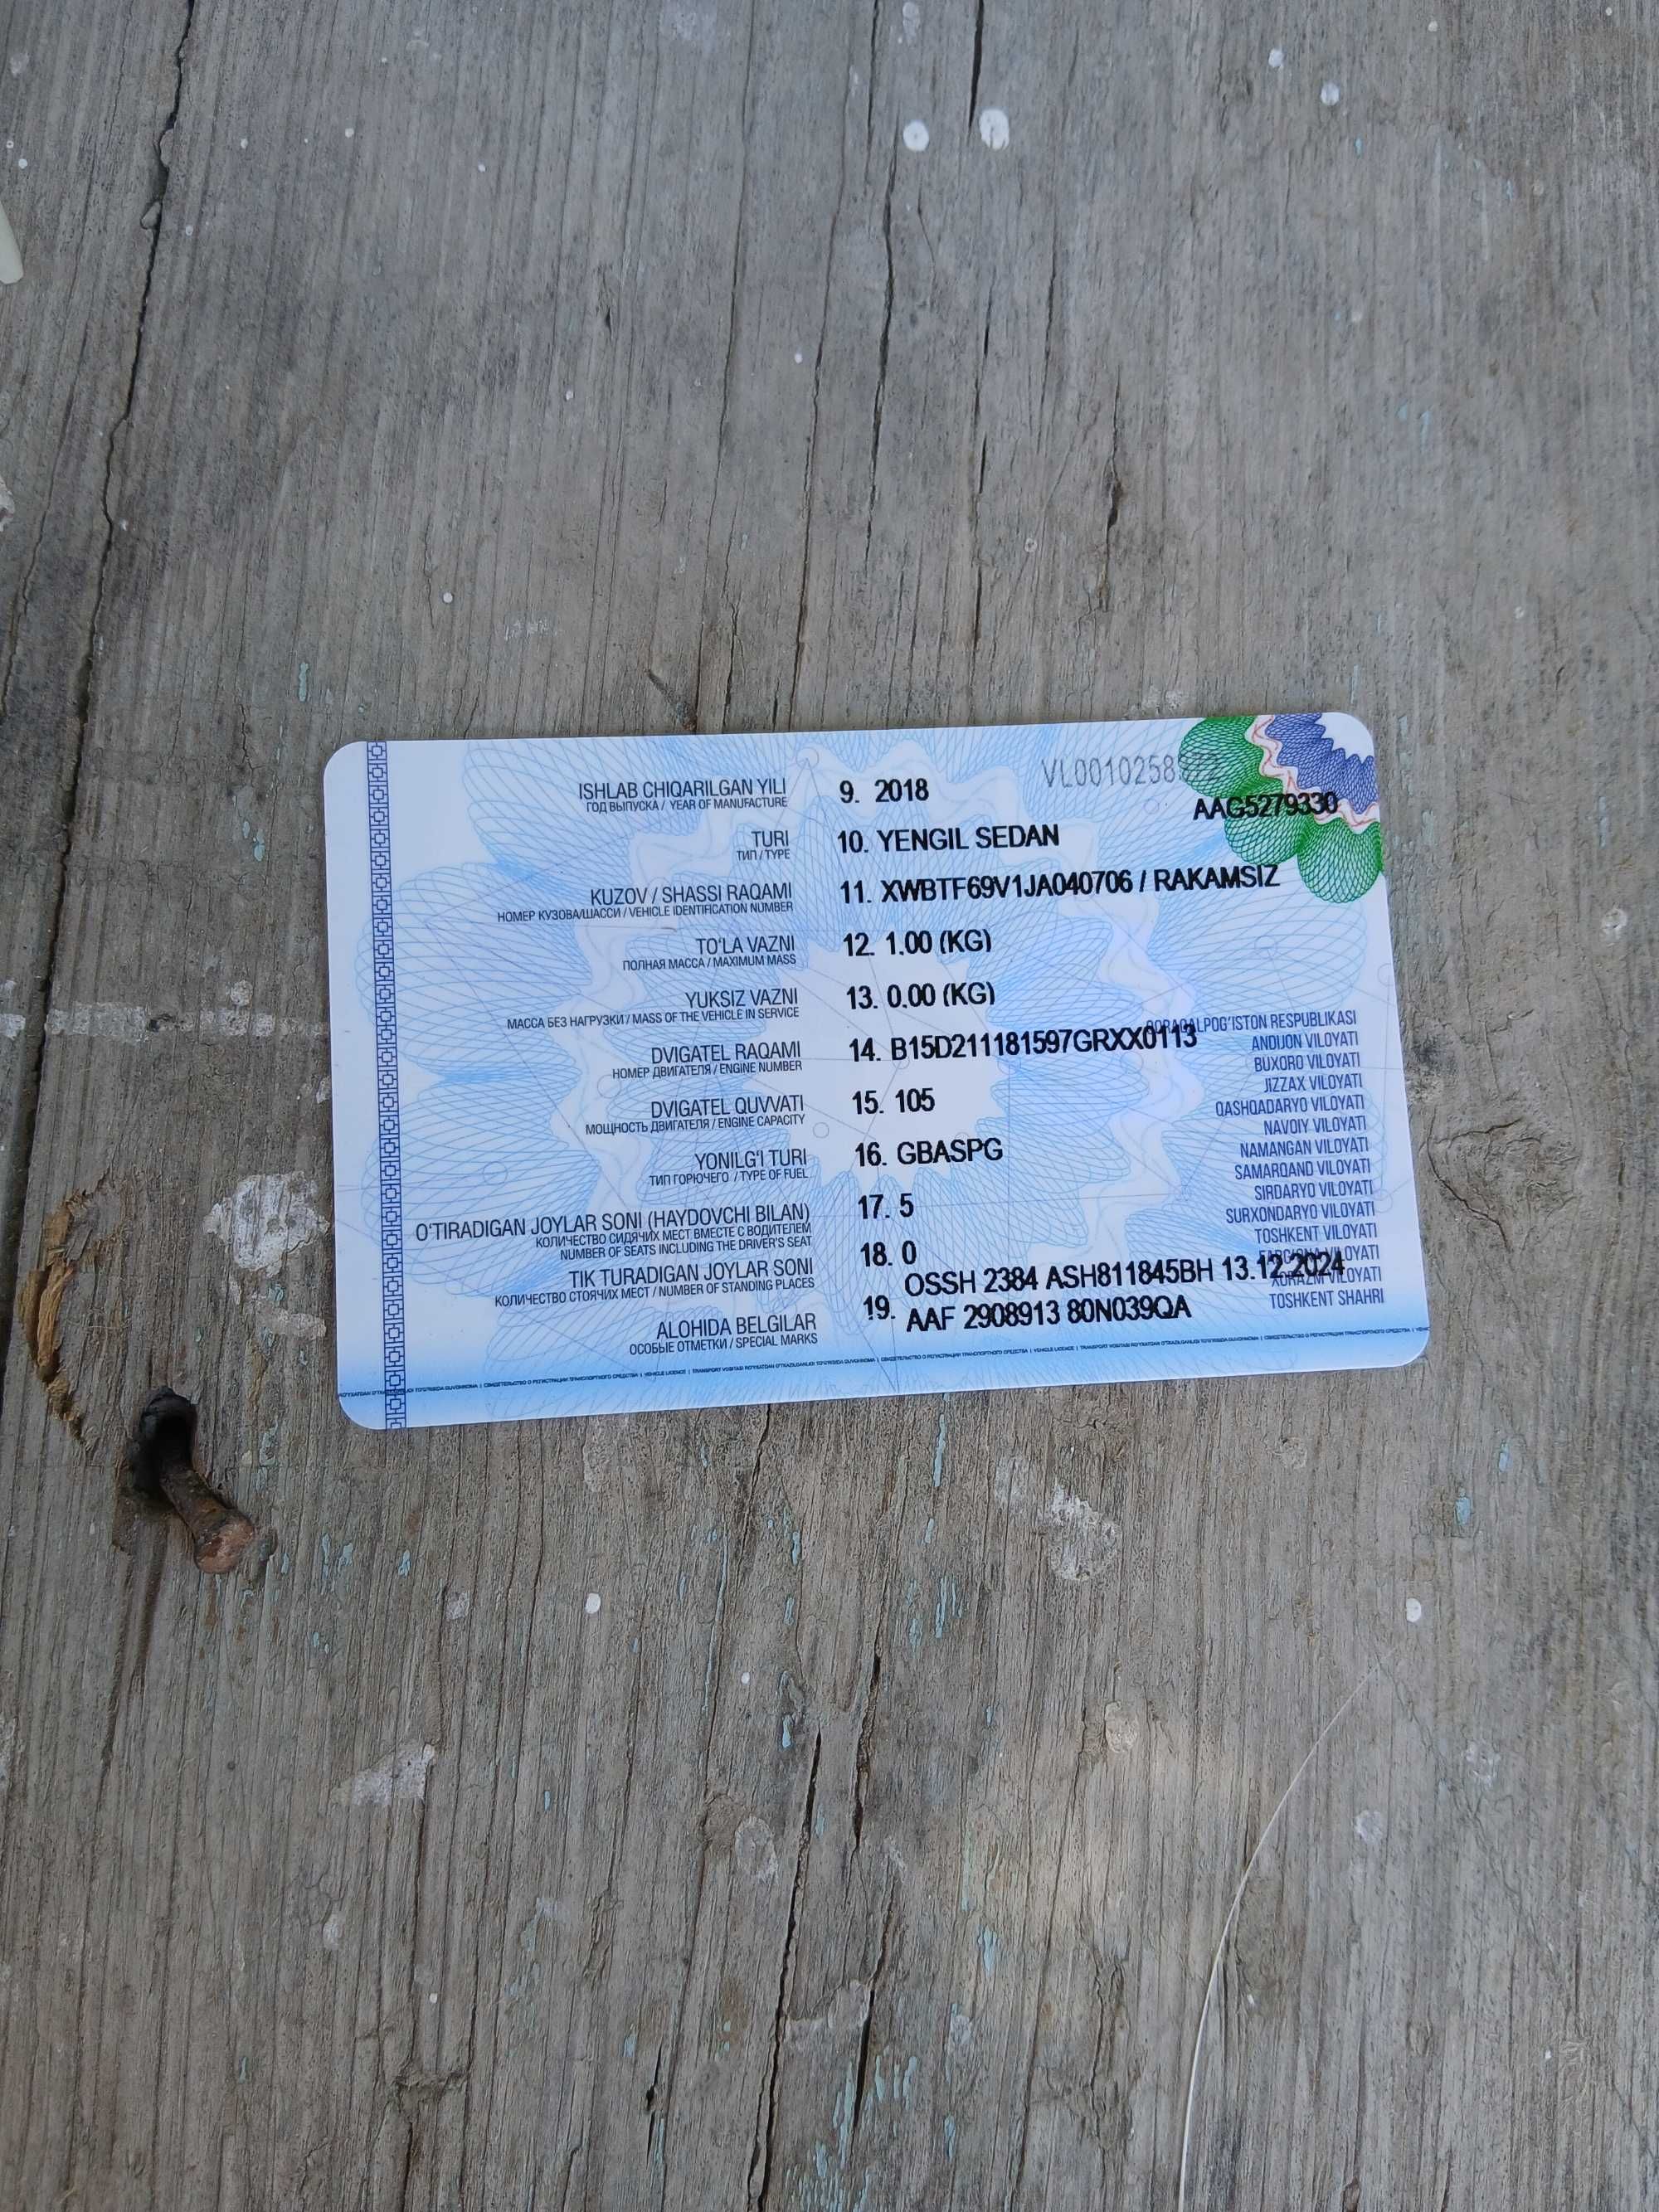 VL0010258
AAG5279330
ISHLAB CHIQARILGAN YILI 9. 2018
ГОД ВЫПУСКА / YEAR OF MANUFACTURE
TURI 10. YENGIL SEDAN
ТИП / TYPE
KUZOV / SHASSI RAQAMI 11. XWBTF69V1JA040706 / RAKAMSIZ
НОМЕР КУЗОВА/ШАССИ / VEHICLE IDENTIFICATION NUMBER
TO'LA VAZNI 12. 1.00 (KG)
ПОЛНАЯ МАССА / MAXIMUM MASS
YUKSIZ VAZNI 13. 0.00 (KG)
МАССА БЕЗ НАГРУЗКИ / MASS OF THE VEHICLE IN SERVICE
DVIGATEL RAQAMI 14. B15D211181597GRXX0113
НОМЕР ДВИГАТЕЛЯ / ENGINE NUMBER
DVIGATEL QUVVATI 15. 105
МОЩНОСТЬ ДВИГАТЕЛЯ / ENGINE CAPACITY
YONILG'I TURI 16. GBASPG
ТИП ГОРЮЧЕГО / TYPE OF FUEL
O'TIRADIGAN JOYLAR SONI (HAYDOVCHI BILAN) 17. 5
КОЛИЧЕСТВО СИДЯЧИХ МЕСТ ВМЕСТЕ С ВОДИТЕЛЕМ
NUMBER OF SEATS INCLUDING THE DRIVER'S SEAT
TIK TURADIGAN JOYLAR SONI 18. 0
КОЛИЧЕСТВО СТОЯЧИХ МЕСТ / NUMBER OF STANDING PLACES
OSSH 2384 ASH811845BH 13.12.2024
ALOHIDA BELGILAR 19. AAF 2908913 80N039QA
ОСОБЫЕ ОТМЕТКИ / SPECIAL MARKS
QORAQALPOG'ISTON RESPUBLIKASI
ANDIJON VILOYATI
BUXORO VILOYATI
JIZZAX VILOYATI
QASHQADARYO VILOYATI
NAVOIY VILOYATI
NAMANGAN VILOYATI
SAMARQAND VILOYATI
SIRDARYO VILOYATI
SURXONDARYO VILOYATI
TOSHKENT VILOYATI
FARG'ONA VILOYATI
XORAZM VILOYATI
TOSHKENT SHAHRI